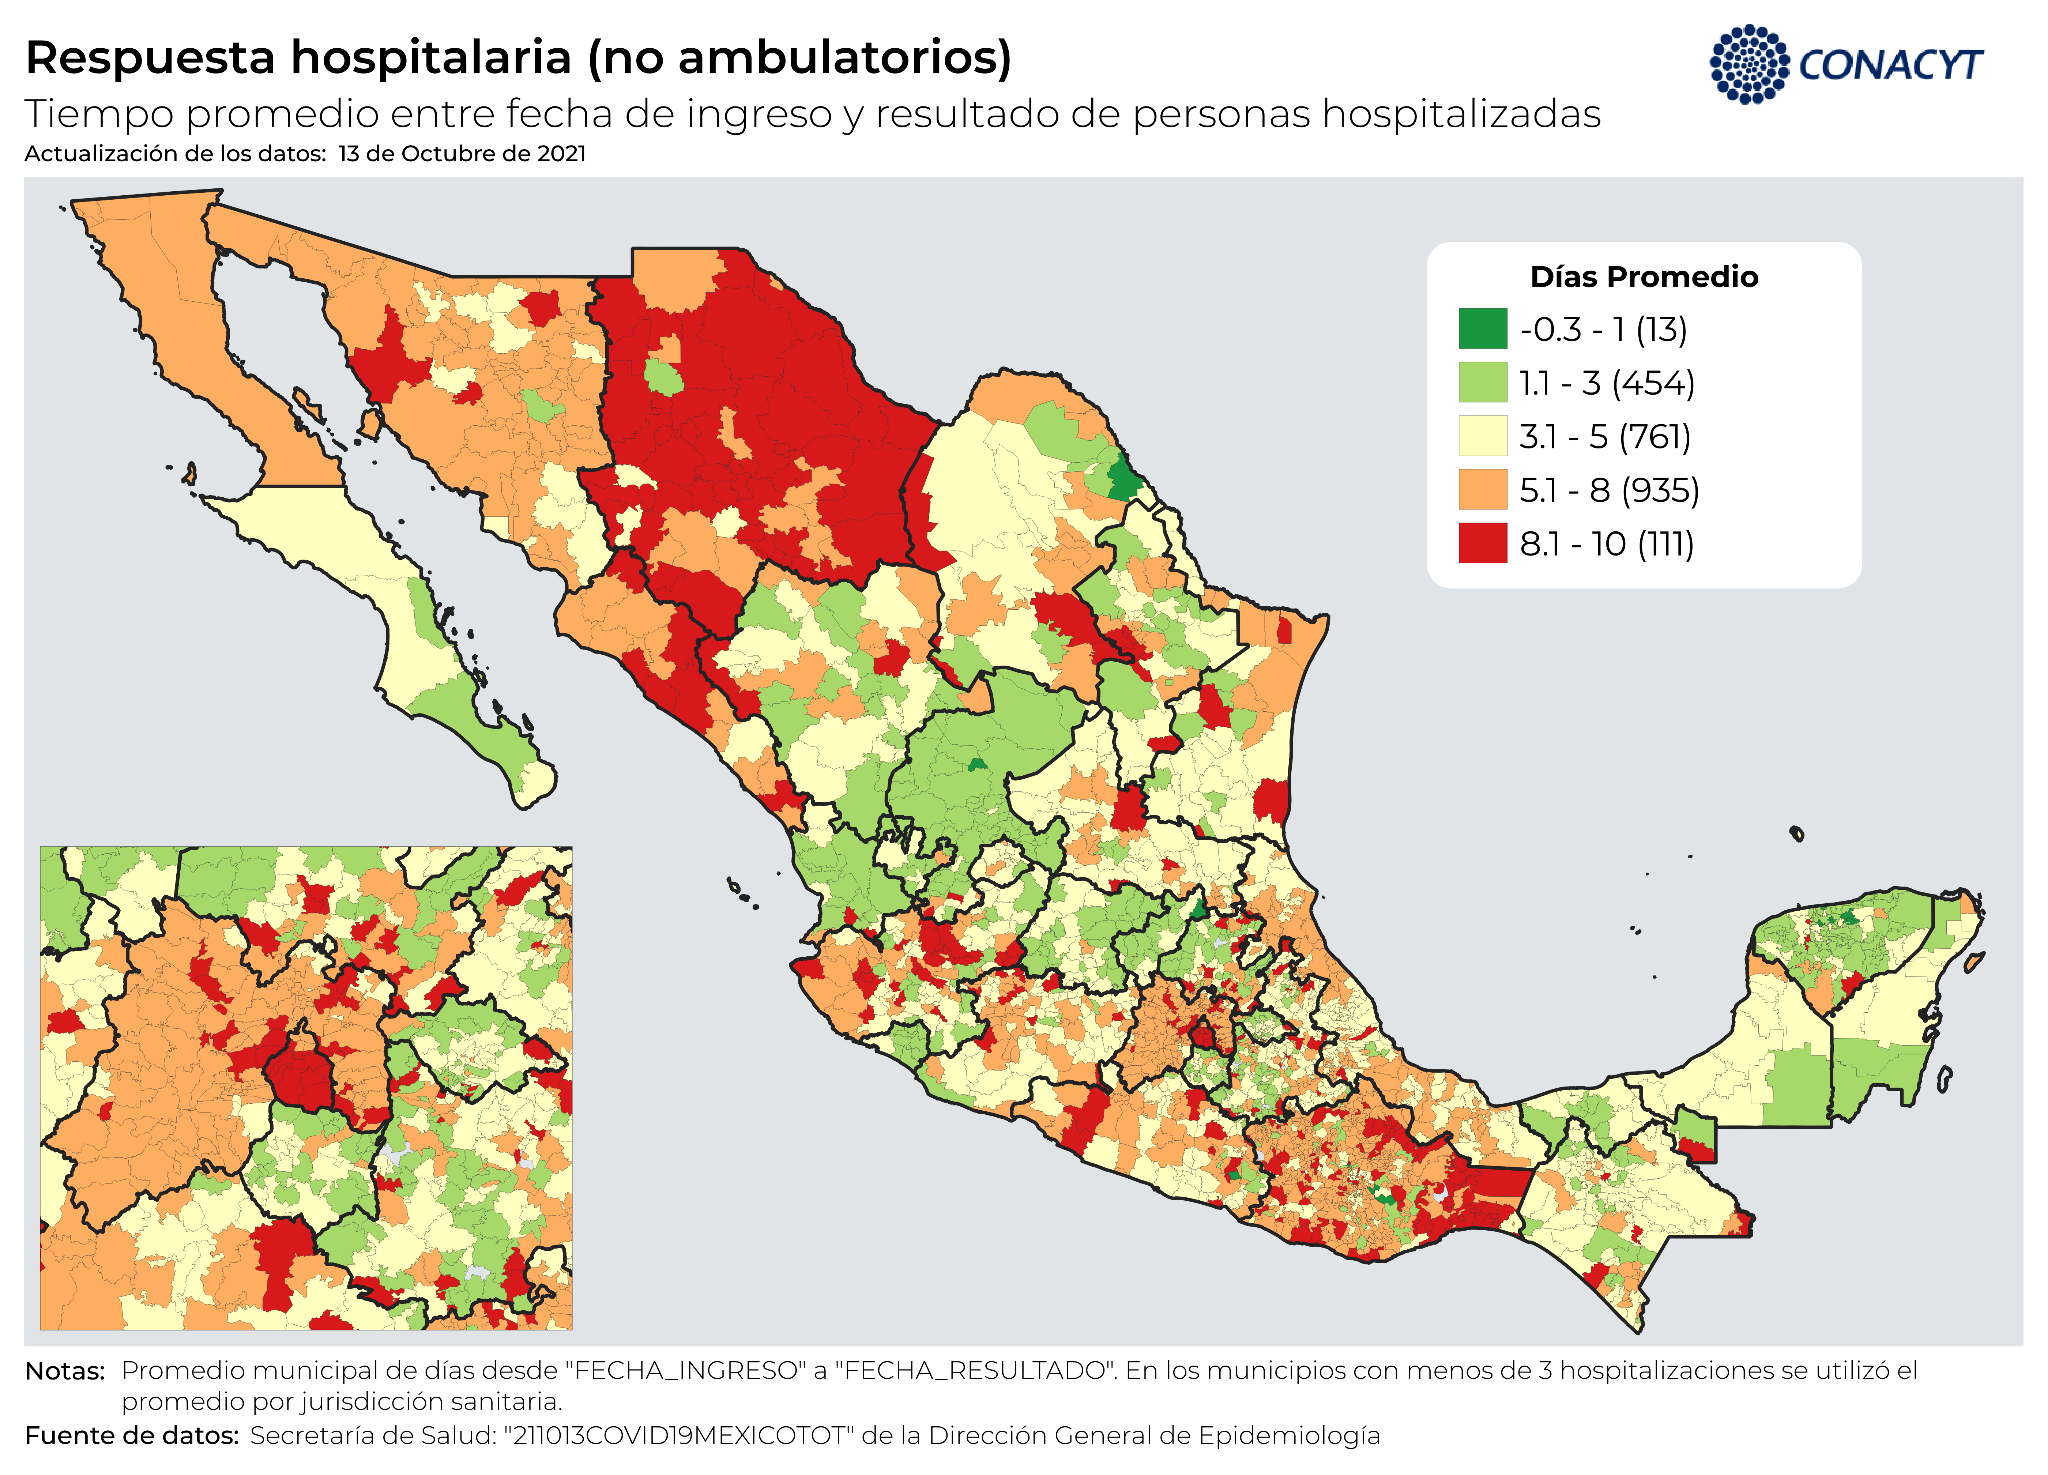 Respuesta hospitalaria (no ambulatorios)
CONACYT
Tiempo promedio entre fecha de ingreso y resultado de personas hospitalizadas
Actualización de los datos: 13 de Octubre de 2021
Días Promedio
-0.3 - 1 (13)
1.1 - 3 (454)
3.1 - 5 (761)
5.1 - 8 (935)
8.1 - 10 (111)
Notas: Promedio municipal de días desde "FECHA_INGRESO" a "FECHA_RESULTADO". En los municipios con menos de 3 hospitalizaciones se utilizó el
promedio por jurisdicción sanitaria.
Fuente de datos: Secretaría de Salud: "211013COVID19MEXICOTOT" de la Dirección General de Epidemiología